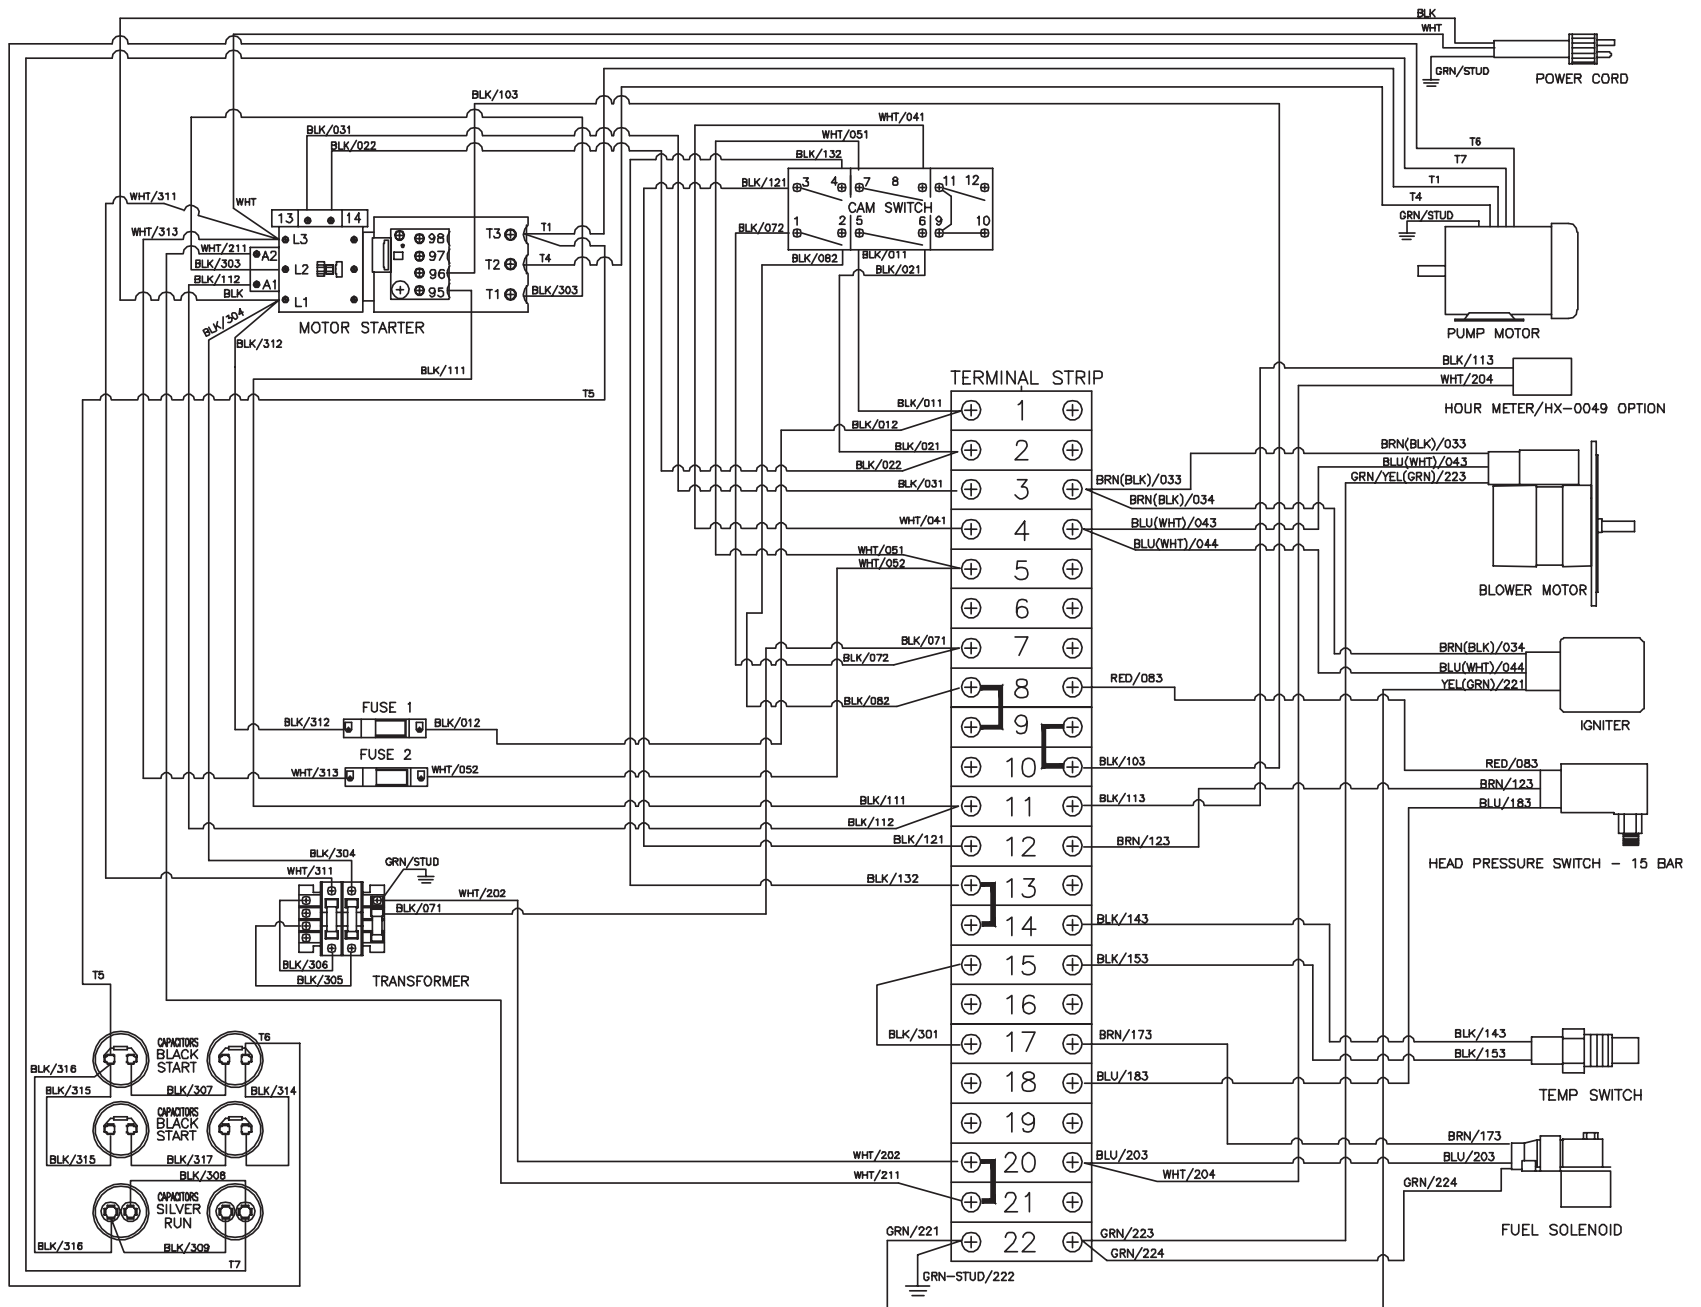 BLK
WHT
GRN/STUD
POWER CORD
BLK/103
WHT/041
BLK/031
WHT/051
BLK/022
BLK/132
T6
T7
T1
T4
GRN/STUD
PUMP MOTOR
BLK/121
3 4 7 8 11 12
CAM SWITCH
1 2 5 6 9 10
BLK/072
BLK/082
BLK/011
BLK/021
WHT/311
WHT
WHT/313
WHT/211
BLK/303
BLK/112
BLK
13 14
L3
A2
L2
A1
L1
98
97
96
95
T3
T2
T1
T1
T4
BLK/303
MOTOR STARTER
BLK/304
BLK/312
BLK/111
T5
BLK/113
WHT/204
HOUR METER/HX-0049 OPTION
TERMINAL STRIP
1
2
3
4
5
6
7
8
9
10
11
12
13
14
15
16
17
18
19
20
21
22
BLK/011
BLK/012
BLK/021
BLK/022
BLK/031
WHT/041
WHT/051
WHT/052
BLK/071
BLK/072
BLK/082
BLK/111
BLK/112
BLK/121
BLK/132
BLK/301
WHT/202
WHT/211
GRN/221
GRN-STUD/222
BRN(BLK)/033
BRN(BLK)/034
BLU(WHT)/043
BLU(WHT)/044
RED/083
BLK/103
BLK/113
BRN/123
BLK/143
BLK/153
BRN/173
BLU/183
BLU/203
WHT/204
GRN/223
GRN/224
BRN(BLK)/033
BLU(WHT)/043
GRN/YEL(GRN)/223
BLOWER MOTOR
BRN(BLK)/034
BLU(WHT)/044
YEL(GRN)/221
IGNITER
RED/083
BRN/123
BLU/183
HEAD PRESSURE SWITCH - 15 BAR
BLK/143
BLK/153
TEMP SWITCH
BRN/173
BLU/203
GRN/224
FUEL SOLENOID
FUSE 1
BLK/312
BLK/012
FUSE 2
WHT/313
WHT/052
BLK/304
WHT/311
GRN/STUD
WHT/202
BLK/071
BLK/306
BLK/305
TRANSFORMER
T5
CAPACITORS
BLACK
START
T6
BLK/316
BLK/315
BLK/307
BLK/314
CAPACITORS
BLACK
START
BLK/315
BLK/317
BLK/308
CAPACITORS
SILVER
RUN
BLK/316
BLK/309
T7